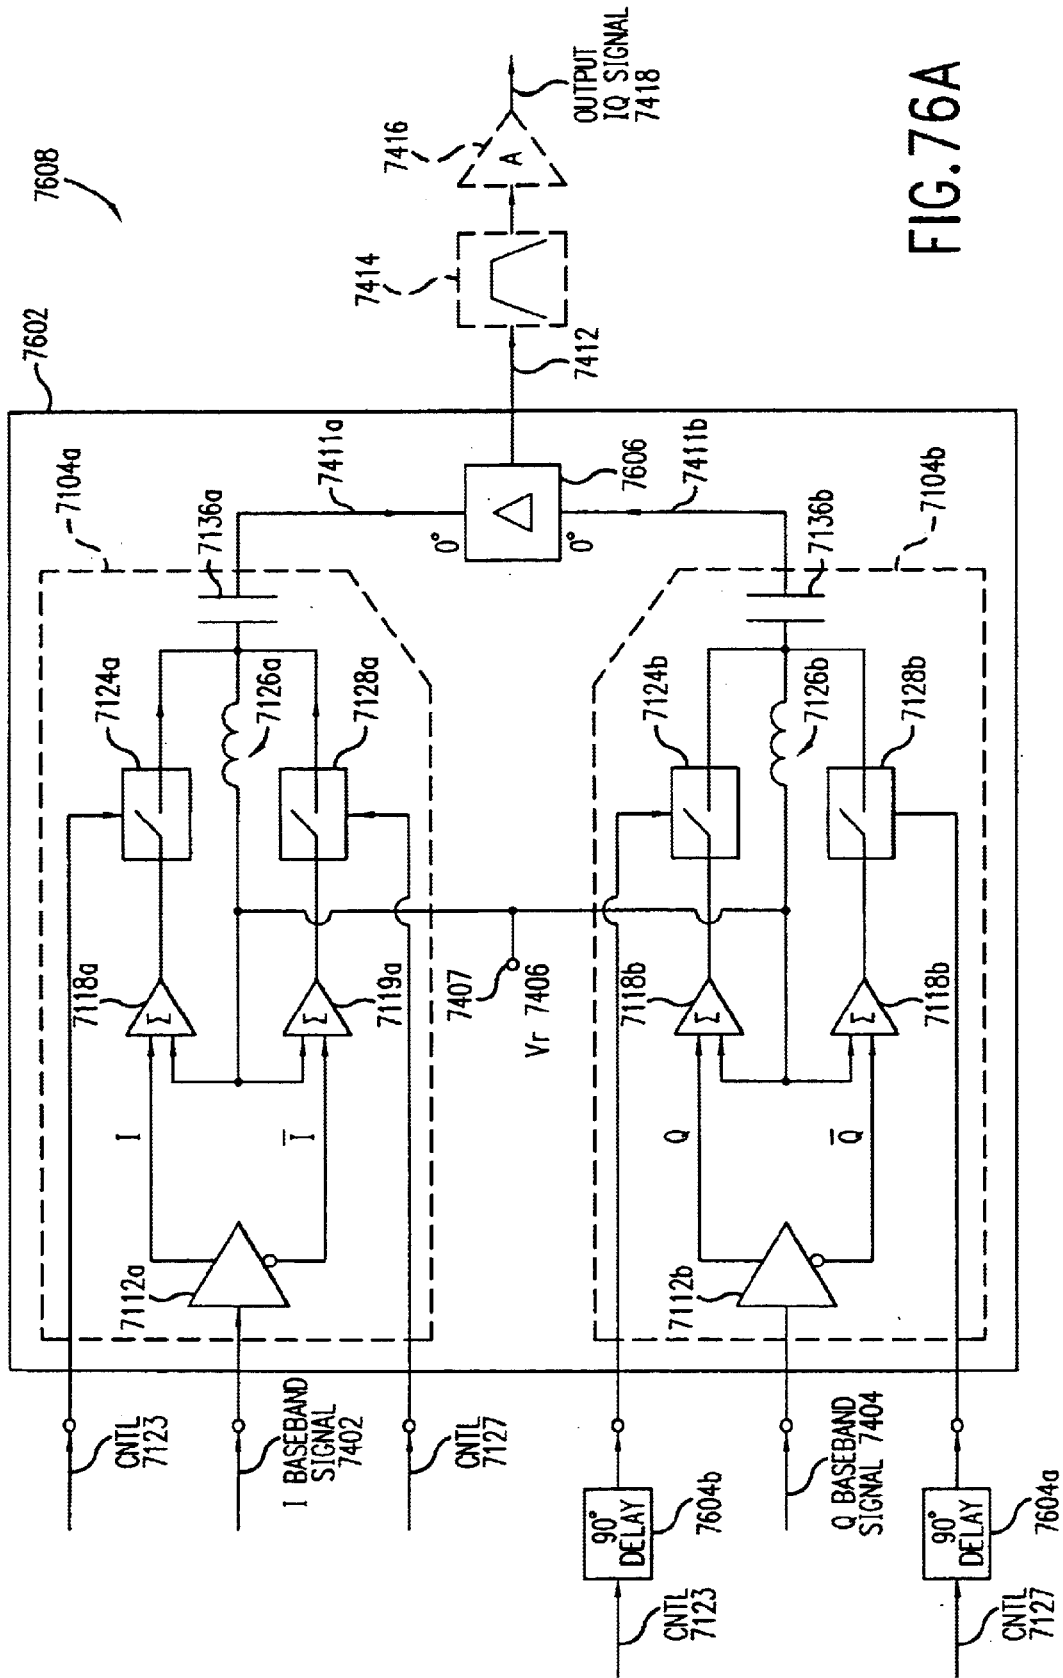 7608
7602
7104a
7124a
7136a
7118a
7126a
7128a
7119a
7112a
I
I̅
Σ
Σ
CNTL
7123
I BASEBAND
SIGNAL
7402
CNTL
7127
7411a
0°
0°
7606
7411b
7412
7414
7416
A
OUTPUT
IQ SIGNAL
7418
7407
Vr 7406
7104b
7124b
7136b
7118b
7126b
7128b
7118b
7112b
Q
Q̅
Σ
Σ
90°
DELAY
7604b
CNTL
7123
Q BASEBAND
SIGNAL 7404
90°
DELAY
7604a
CNTL
7127
FIG.76A